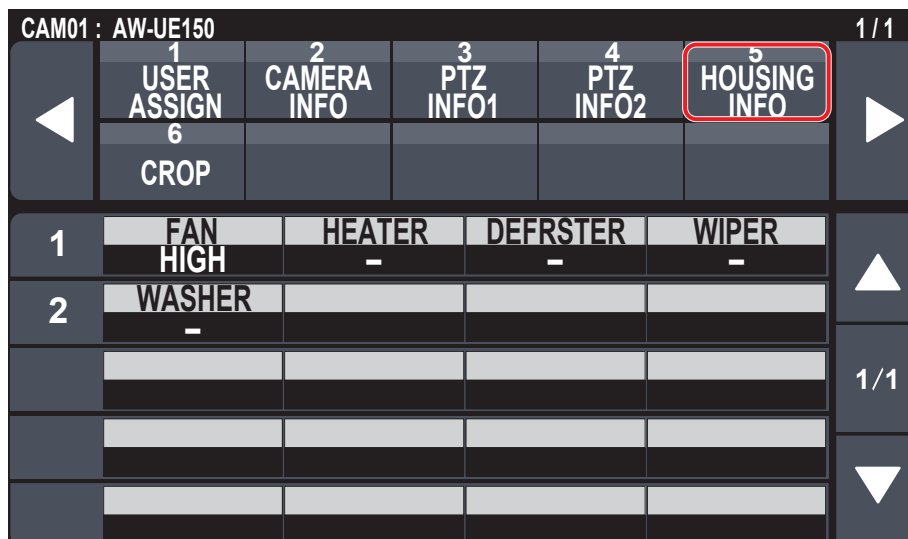 CAM01 : AW-UE150 1 / 1
1 2 3 4 5
USER CAMERA PTZ PTZ HOUSING
ASSIGN INFO INFO1 INFO2 INFO
6
CROP
1 FAN HEATER DEFRSTER WIPER
HIGH - - -
2 WASHER
-
1/1